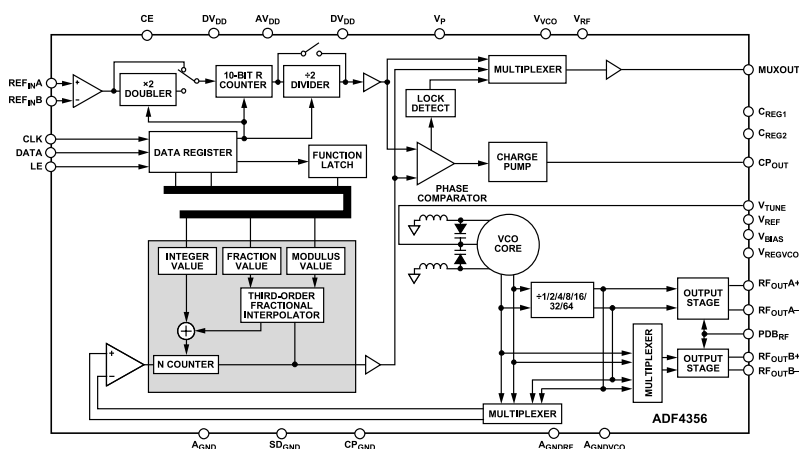 CE DVDD AVDD DVDD VP VVCO VRF
REFINA
REFINB
×2
DOUBLER
10-BIT R
COUNTER
÷2
DIVIDER
MULTIPLEXER
MUXOUT
LOCK
DETECT
CREG1
CREG2
CLK
DATA
LE
DATA REGISTER
FUNCTION
LATCH
CHARGE
PUMP
CPOUT
PHASE
COMPARATOR
VTUNE
VREF
VBIAS
VREGVCO
VCO
CORE
INTEGER
VALUE
FRACTION
VALUE
MODULUS
VALUE
THIRD-ORDER
FRACTIONAL
INTERPOLATOR
÷1/2/4/8/16/
32/64
OUTPUT
STAGE
RFOUTA+
RFOUTA–
PDBRF
N COUNTER
MULTIPLEXER
OUTPUT
STAGE
RFOUTB+
RFOUTB–
MULTIPLEXER
ADF4356
AGND SDGND CPGND AGNDRF AGNDVCO
+
–
+
–
+